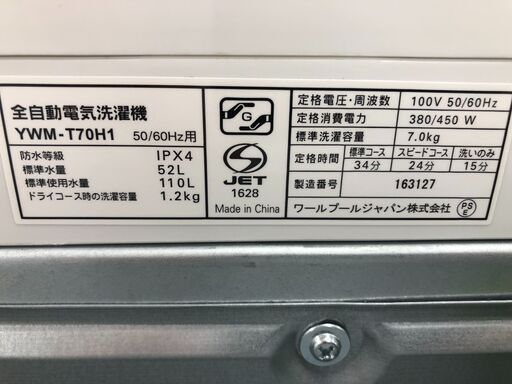 全自動電気洗濯機
YWM-T70H1 50/60Hz用
防水等級 IPX4
標準水量 52L
標準使用水量 110L
ドライコース時の洗濯容量 1.2kg
G
S
JET
1628
Made in China
定格電圧・周波数 100V 50/60Hz
定格消費電力 380/450 W
標準洗濯容量 7.0kg
定格時間 標準コース スピードコース 洗いのみ
34分 24分 15分
製造番号 163127
ワールプールジャパン株式会社 PSE